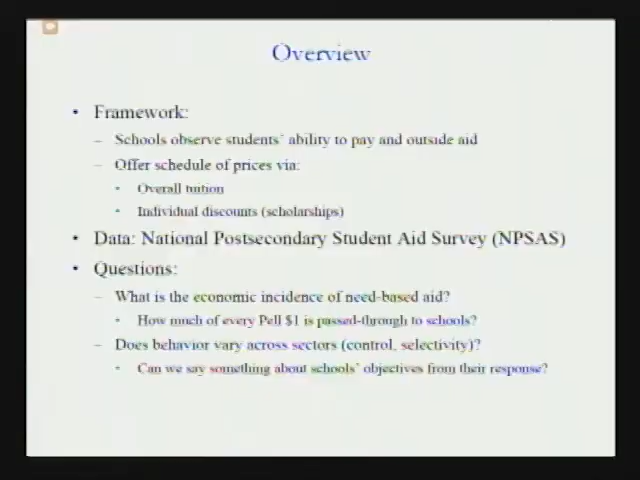 Overview
• Framework:
– Schools observe students' ability to pay and outside aid
– Offer schedule of prices via:
• Overall tuition
• Individual discounts (scholarships)
• Data: National Postsecondary Student Aid Survey (NPSAS)
• Questions:
– What is the economic incidence of need-based aid?
• How much of every Pell $1 is passed-through to schools?
– Does behavior vary across sectors (control, selectivity)?
• Can we say something about schools' objectives from their response?